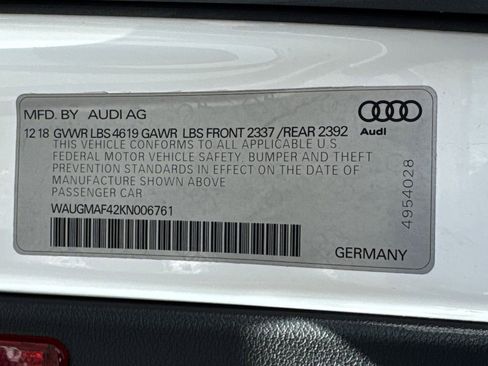 MFD. BY AUDI AG
12 18 GVWR LBS 4619 GAWR LBS FRONT 2337 / REAR 2392
THIS VEHICLE CONFORMS TO ALL APPLICABLE U.S
FEDERAL MOTOR VEHICLE SAFETY, BUMPER AND THEFT
PREVENTION STANDARDS IN EFFECT ON THE DATE
OF MANUFACTURE SHOWN ABOVE
PASSENGER CAR
WAUGMAF42KN006761
GERMANY
Audi
4954028